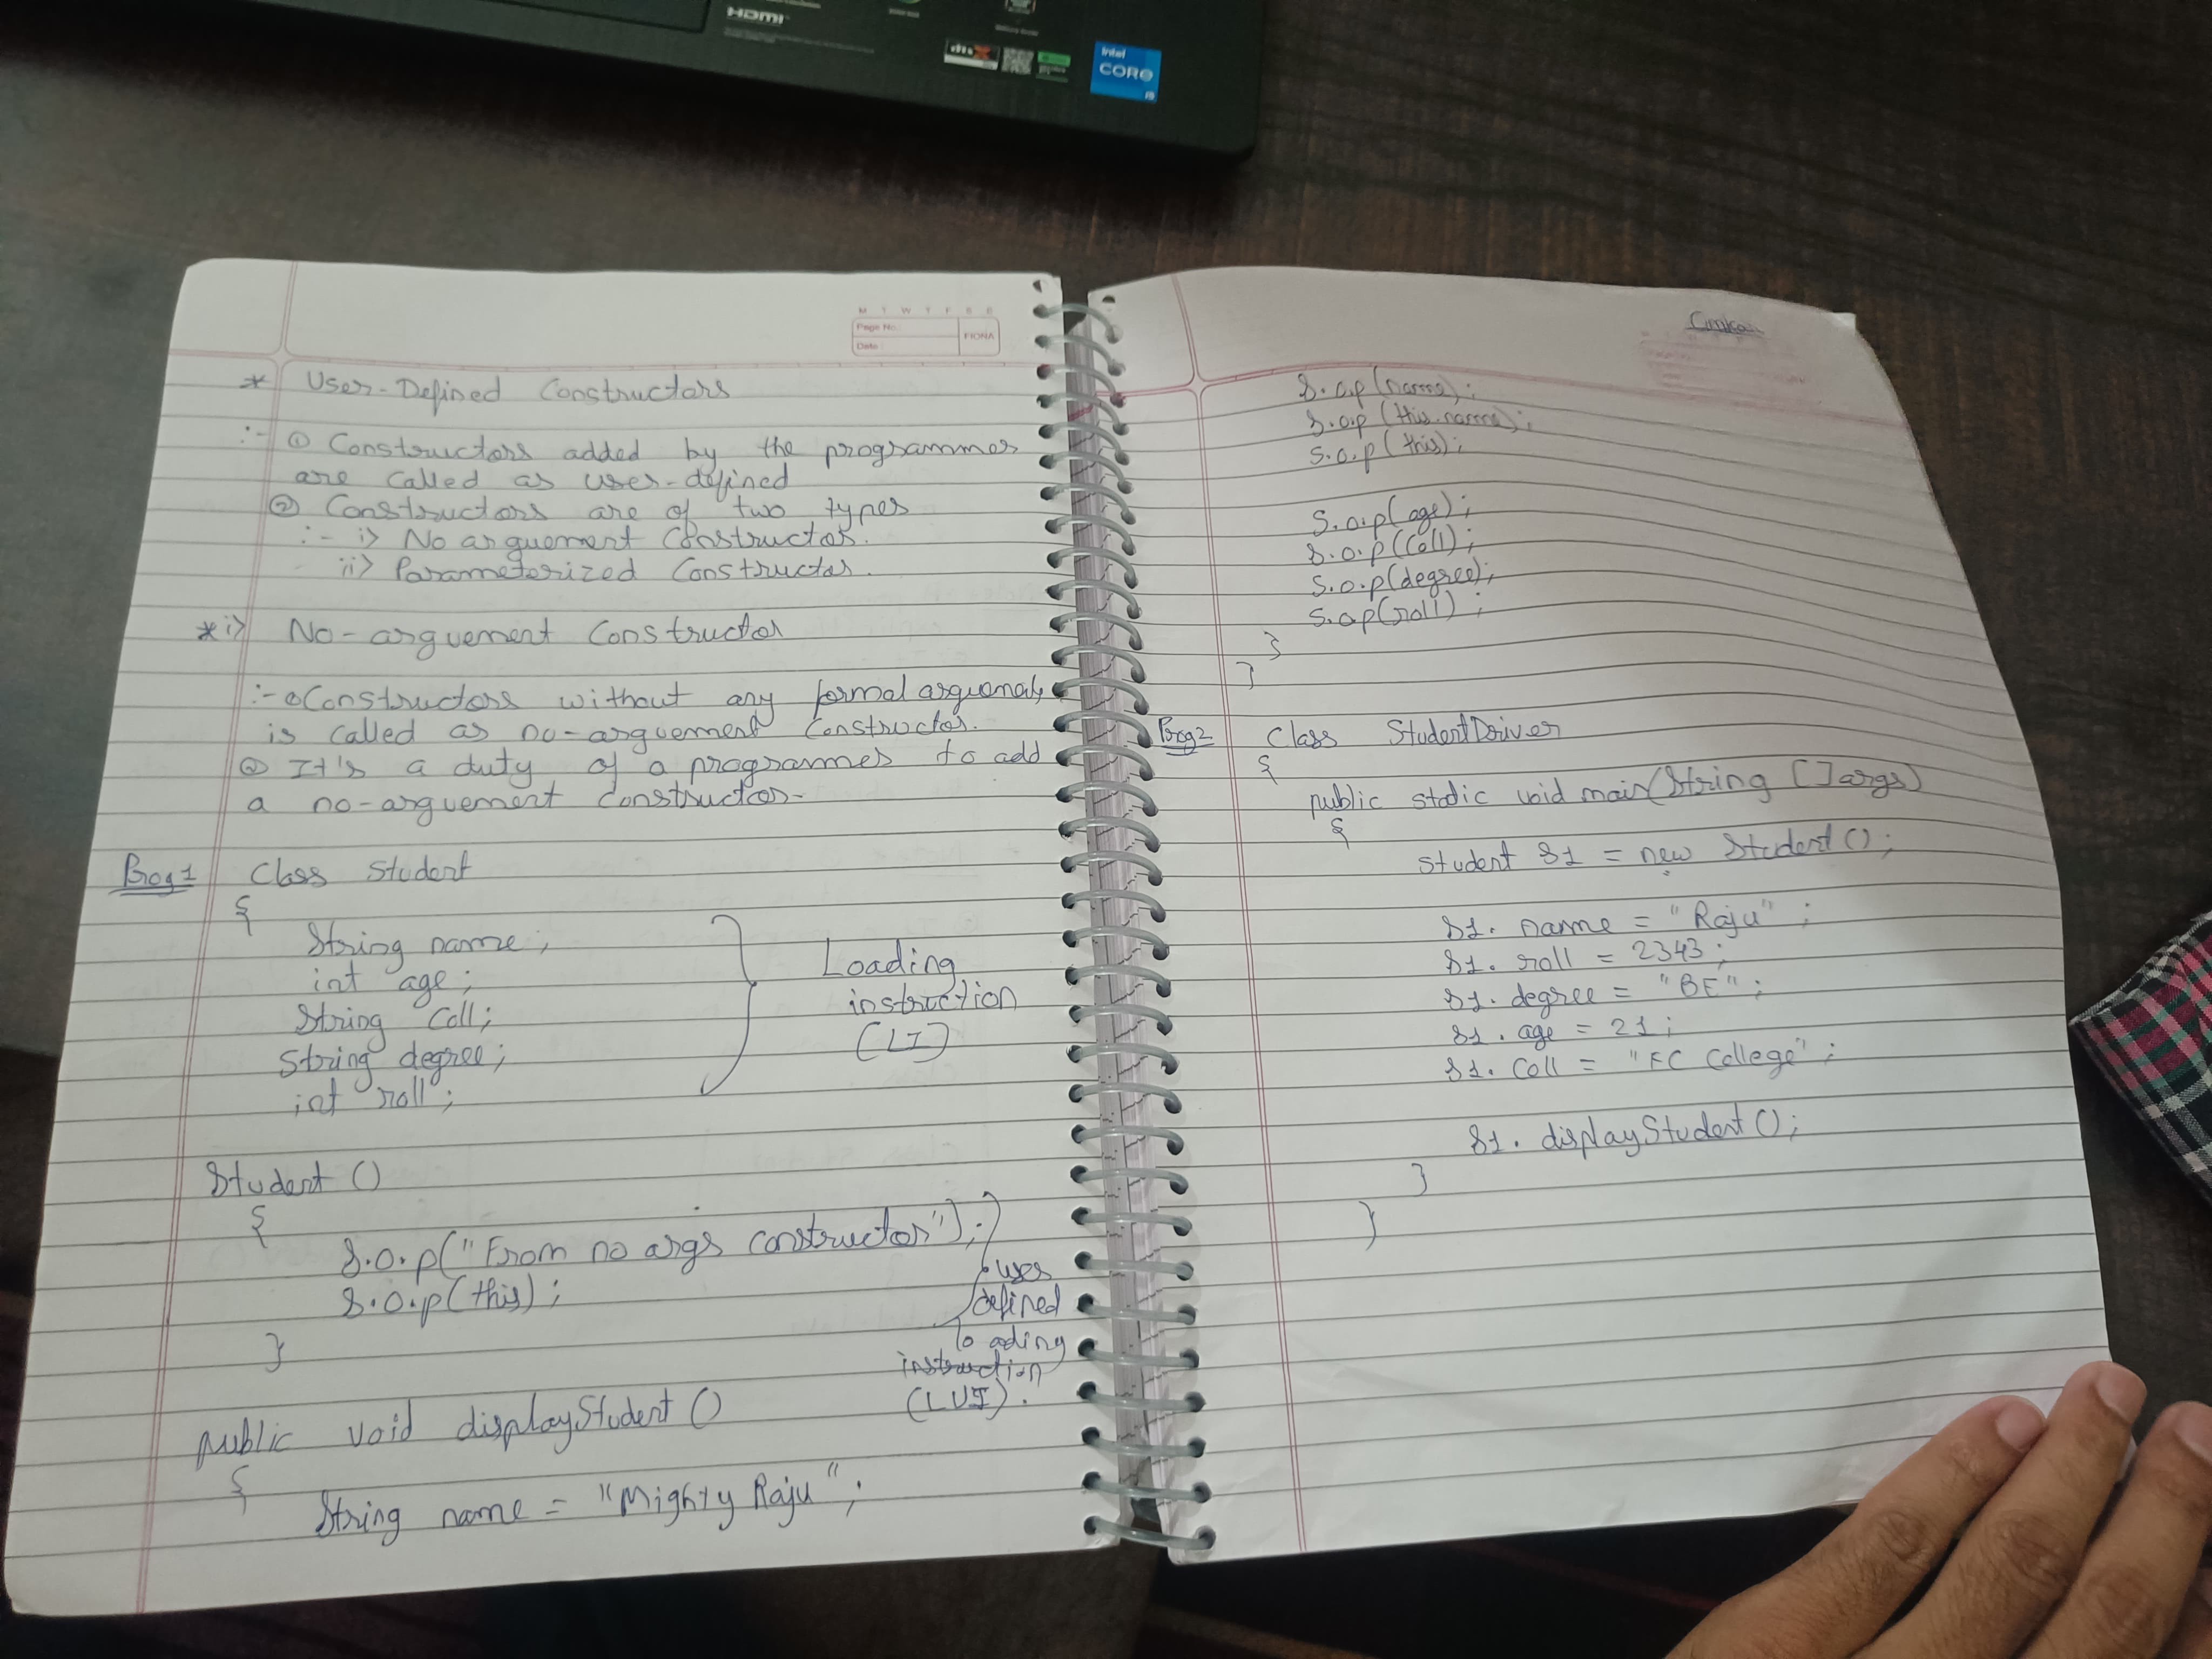 HDMI
dts X
intel
CORE
i5
M T W T F S S
Page No.
Date
FIONA
* User-Defined Constructors
:- ① Constructors added by the programmer
are called as user-defined
② Constructors are of two types
:- i> No arguement Constructor.
ii> Parameterized Constructor.
* i> No-arguement Constructor
:- ① Constructors without any formal arguements
is called as no-arguement Constructor.
② It's a duty of a programmer to add
a no-arguement Constructor.
Prog 1 Class Student
{
String name;
int age;
String Coll;
String degree;
int roll;
Loading
instruction
(LI)
Student ()
{
S.o.p("From no args constructor");
S.o.p(this);
}
user
defined
loading
instruction
(LUI).
public void displayStudent ()
{
String name = "Mighty Raju";
S.o.p(name);
S.o.p(this.name);
S.o.p(this);
S.o.p(age);
S.o.p(Coll);
S.o.p(degree);
S.o.p(roll);
}
}
Prog 2 Class StudentDriver
{
public static void main(String []args)
{
Student S1 = new Student ();
S1. name = "Raju";
S1. roll = 2343;
S1. degree = "BE";
S1. age = 21;
S1. Coll = "FC College";
S1. displayStudent ();
}
}